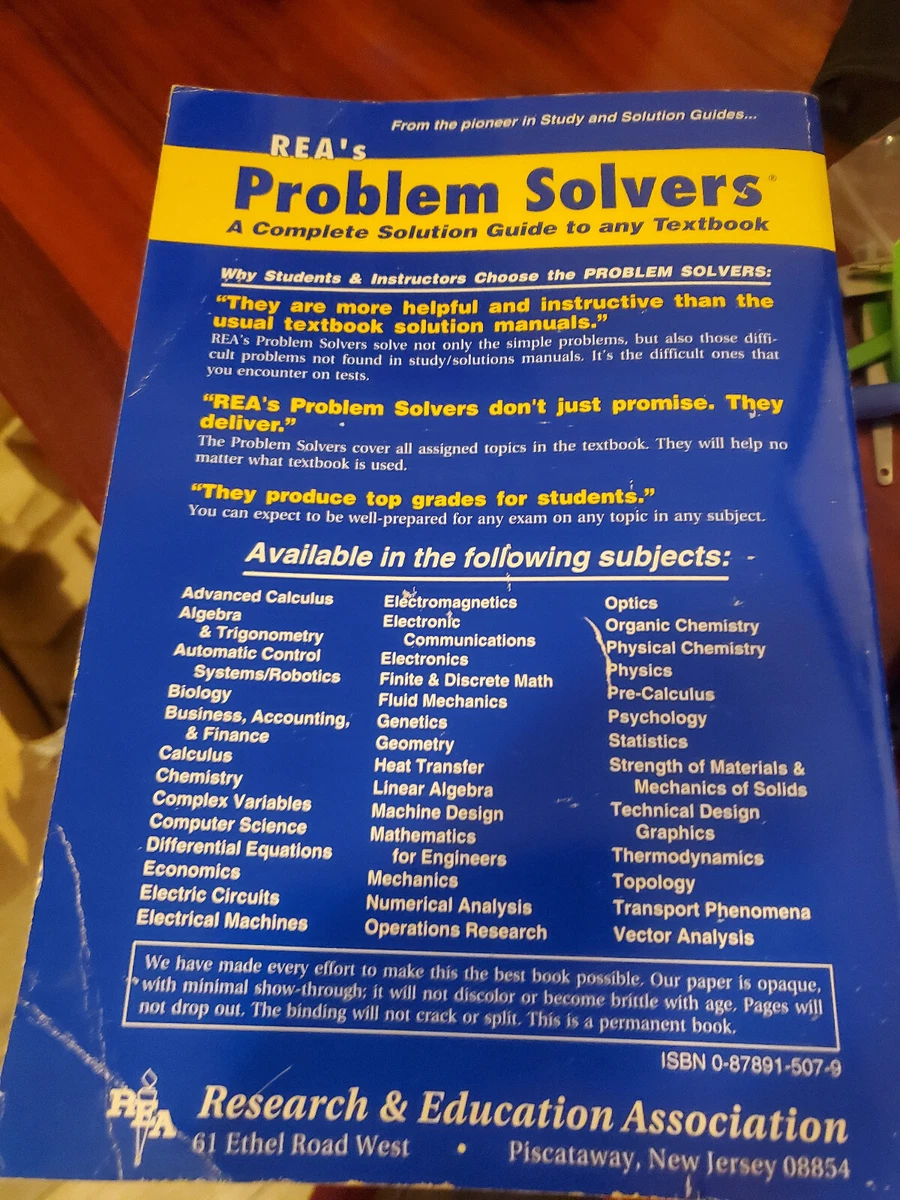 From the pioneer in Study and Solution Guides...
REA's
Problem Solvers®
A Complete Solution Guide to any Textbook
Why Students & Instructors Choose the PROBLEM SOLVERS:
“They are more helpful and instructive than the
usual textbook solution manuals.”
REA's Problem Solvers solve not only the simple problems, but also those diffi-
cult problems not found in study/solutions manuals. It's the difficult ones that
you encounter on tests.
“REA's Problem Solvers don't just promise. They
deliver.”
The Problem Solvers cover all assigned topics in the textbook. They will help no
matter what textbook is used.
“They produce top grades for students.”
You can expect to be well-prepared for any exam on any topic in any subject.
Available in the following subjects:
Advanced Calculus
Algebra
& Trigonometry
Automatic Control
Systems/Robotics
Biology
Business, Accounting,
& Finance
Calculus
Chemistry
Complex Variables
Computer Science
Differential Equations
Economics
Electric Circuits
Electrical Machines
Electromagnetics
Electronic
Communications
Electronics
Finite & Discrete Math
Fluid Mechanics
Genetics
Geometry
Heat Transfer
Linear Algebra
Machine Design
Mathematics
for Engineers
Mechanics
Numerical Analysis
Operations Research
Optics
Organic Chemistry
Physical Chemistry
Physics
Pre-Calculus
Psychology
Statistics
Strength of Materials &
Mechanics of Solids
Technical Design
Graphics
Thermodynamics
Topology
Transport Phenomena
Vector Analysis
We have made every effort to make this the best book possible. Our paper is opaque,
with minimal show-through; it will not discolor or become brittle with age. Pages will
not drop out. The binding will not crack or split. This is a permanent book.
ISBN 0-87891-507-9
REA
Research & Education Association
61 Ethel Road West • Piscataway, New Jersey 08854